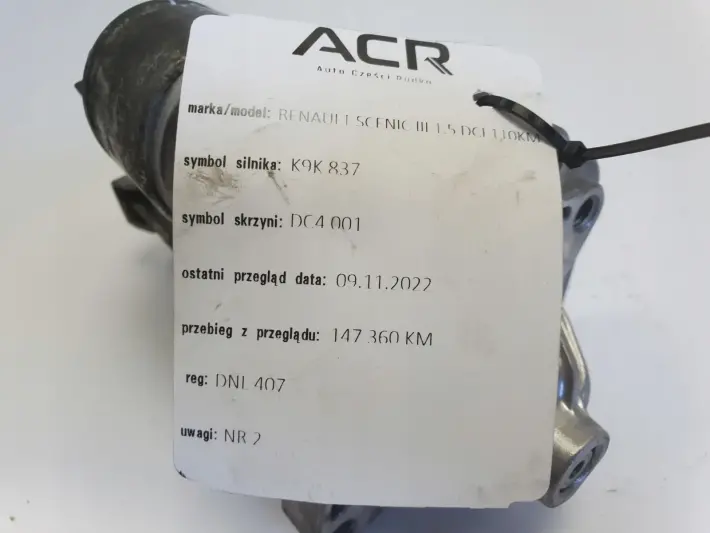 ACR
Auto Części Rudka
marka/model: RENAULT SCENIC III 1.5 DCI 110KM
symbol silnika: K9K 837
symbol skrzyni: DC4 001
ostatni przegląd data: 09.11.2022
przebieg z przeglądu: 147 360 KM
reg: DNL 407
uwagi: NR 2